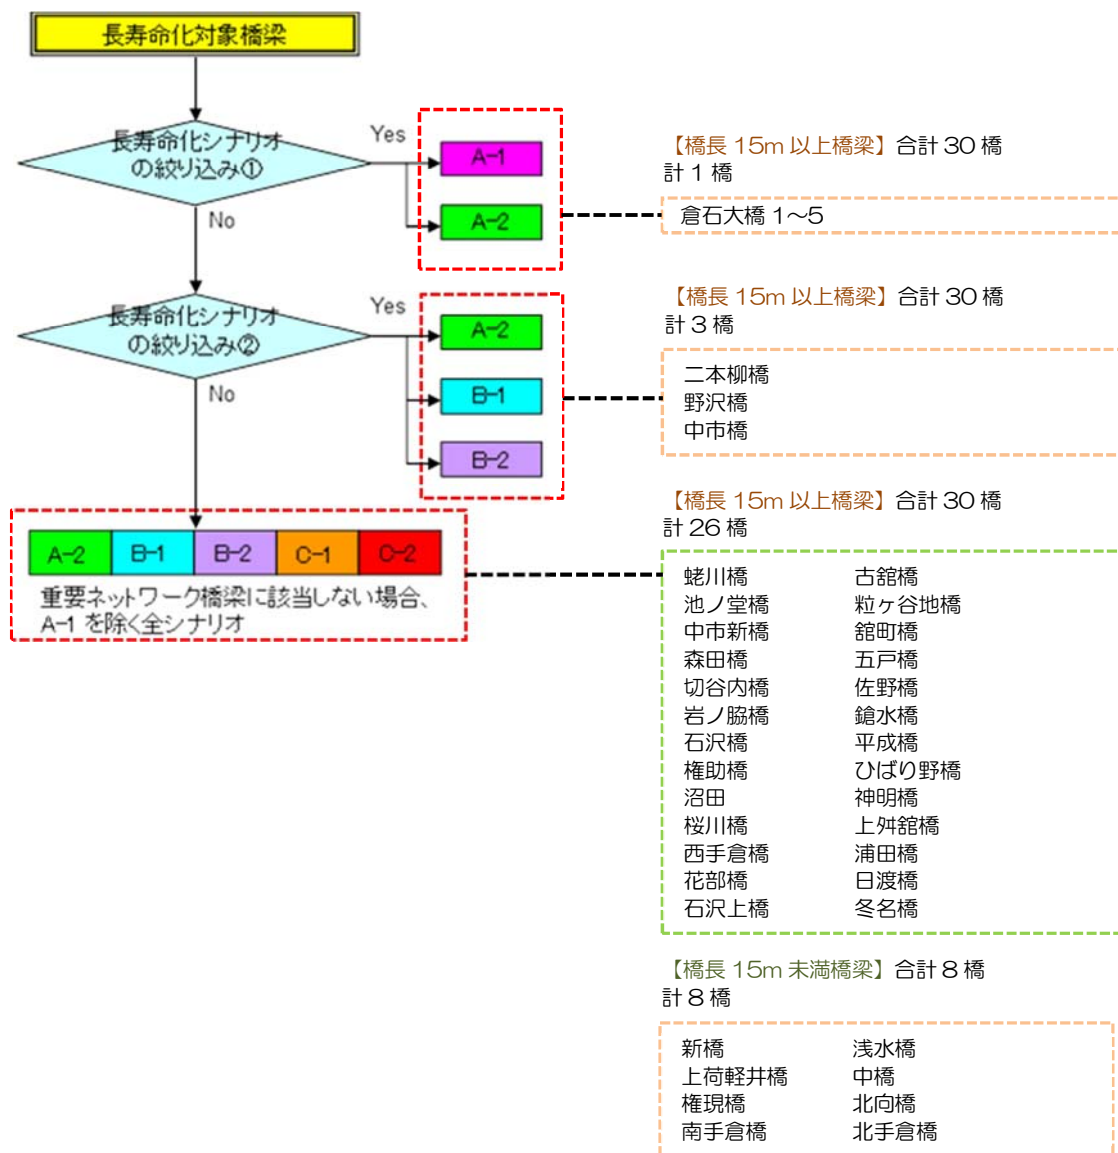 長寿命化対象橋梁
長寿命化シナリオ
の絞り込み①
Yes
No
A-1
A-2
【橋長 15m 以上橋梁】合計 30 橋
計 1 橋
倉石大橋 1～5
長寿命化シナリオ
の絞り込み②
Yes
No
A-2
B-1
B-2
【橋長 15m 以上橋梁】合計 30 橋
計 3 橋
二本柳橋
野沢橋
中市橋
A-2 B-1 B-2 C-1 C-2
重要ネットワーク橋梁に該当しない場合、
A-1 を除く全シナリオ
【橋長 15m 以上橋梁】合計 30 橋
計 26 橋
蛯川橋 古舘橋
池ノ堂橋 粒ヶ谷地橋
中市新橋 舘町橋
森田橋 五戸橋
切谷内橋 佐野橋
岩ノ脇橋 鎗水橋
石沢橋 平成橋
権助橋 ひばり野橋
沼田 神明橋
桜川橋 上舛舘橋
西手倉橋 浦田橋
花部橋 日渡橋
石沢上橋 冬名橋
【橋長 15m 未満橋梁】合計 8 橋
計 8 橋
新橋 浅水橋
上荷軽井橋 中橋
権現橋 北向橋
南手倉橋 北手倉橋